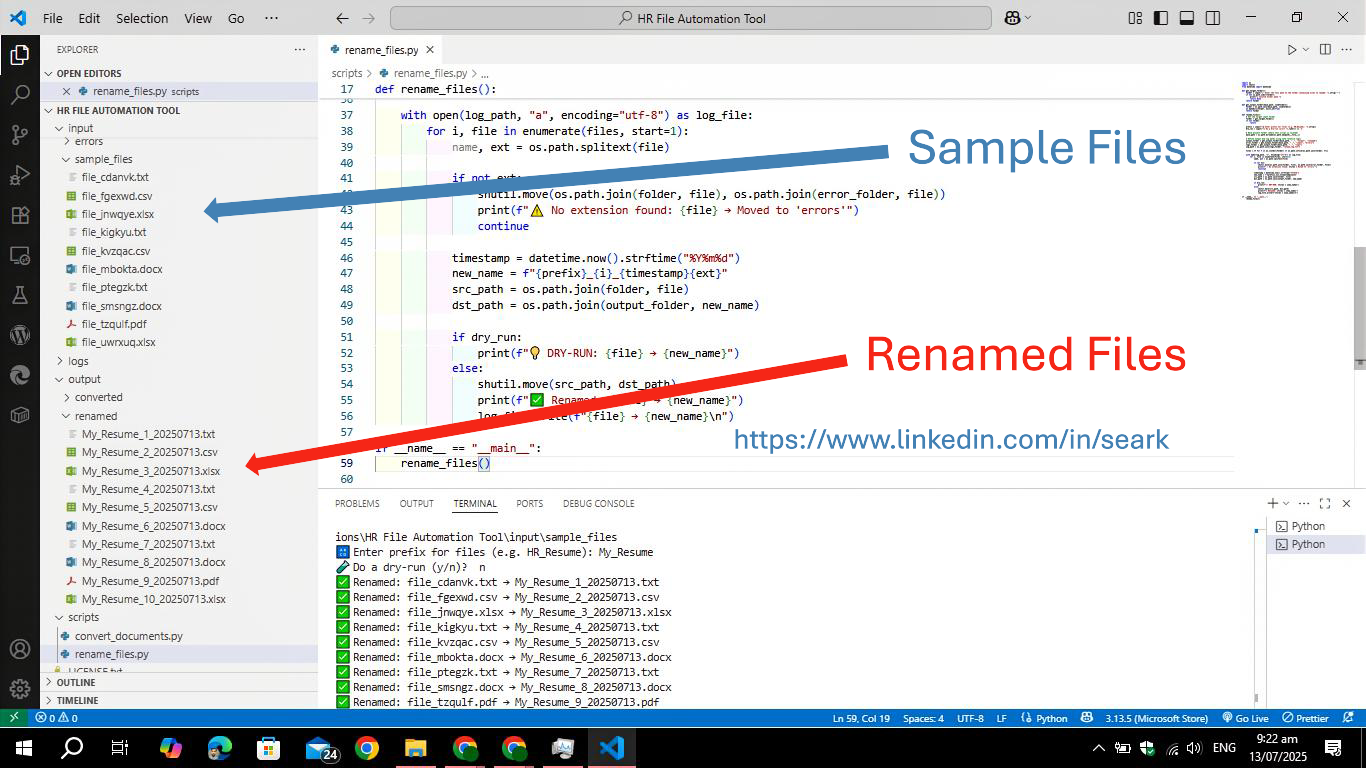 File Edit Selection View Go ···
HR File Automation Tool
EXPLORER
OPEN EDITORS
rename_files.py scripts
HR FILE AUTOMATION TOOL
input
errors
sample_files
file_cdanvk.txt
file_fgexwd.csv
file_jnwqye.xlsx
file_kigkyu.txt
file_kvzqac.csv
file_mbokta.docx
file_ptegzk.txt
file_smsngz.docx
file_tzqulf.pdf
file_uwrxuq.xlsx
logs
output
converted
renamed
My_Resume_1_20250713.txt
My_Resume_2_20250713.csv
My_Resume_3_20250713.xlsx
My_Resume_4_20250713.txt
My_Resume_5_20250713.csv
My_Resume_6_20250713.docx
My_Resume_7_20250713.txt
My_Resume_8_20250713.docx
My_Resume_9_20250713.pdf
My_Resume_10_20250713.xlsx
scripts
convert_documents.py
rename_files.py
LICENSE.txt
OUTLINE
TIMELINE
rename_files.py
scripts > rename_files.py > ...
17 def rename_files():
36
37 with open(log_path, "a", encoding="utf-8") as log_file:
38 for i, file in enumerate(files, start=1):
39 name, ext = os.path.splitext(file)
40
41 if not ext:
42 shutil.move(os.path.join(folder, file), os.path.join(error_folder, file))
43 print(f"⚠️ No extension found: {file} → Moved to 'errors'")
44 continue
45
46 timestamp = datetime.now().strftime("%Y%m%d")
47 new_name = f"{prefix}_{i}_{timestamp}{ext}"
48 src_path = os.path.join(folder, file)
49 dst_path = os.path.join(output_folder, new_name)
50
51 if dry_run:
52 print(f"💡 DRY-RUN: {file} → {new_name}")
53 else:
54 shutil.move(src_path, dst_path)
55 print(f"✅ Renamed → {new_name}")
56 (f"{file} → {new_name}\n")
57
__name__ == "__main__":
59 rename_files()
60
Sample Files
Renamed Files
https://www.linkedin.com/in/seark
PROBLEMS OUTPUT TERMINAL PORTS DEBUG CONSOLE
ions\HR File Automation Tool\input\sample_files
🔠 Enter prefix for files (e.g. HR_Resume): My_Resume
🧪 Do a dry-run (y/n)? n
✅ Renamed: file_cdanvk.txt → My_Resume_1_20250713.txt
✅ Renamed: file_fgexwd.csv → My_Resume_2_20250713.csv
✅ Renamed: file_jnwqye.xlsx → My_Resume_3_20250713.xlsx
✅ Renamed: file_kigkyu.txt → My_Resume_4_20250713.txt
✅ Renamed: file_kvzqac.csv → My_Resume_5_20250713.csv
✅ Renamed: file_mbokta.docx → My_Resume_6_20250713.docx
✅ Renamed: file_ptegzk.txt → My_Resume_7_20250713.txt
✅ Renamed: file_smsngz.docx → My_Resume_8_20250713.docx
✅ Renamed: file_tzqulf.pdf → My_Resume_9_20250713.pdf
Python
Python
0 0
Ln 59, Col 19 Spaces: 4 UTF-8 LF Python 3.13.5 (Microsoft Store) Go Live Prettier
24
ENG
9:22 am
13/07/2025